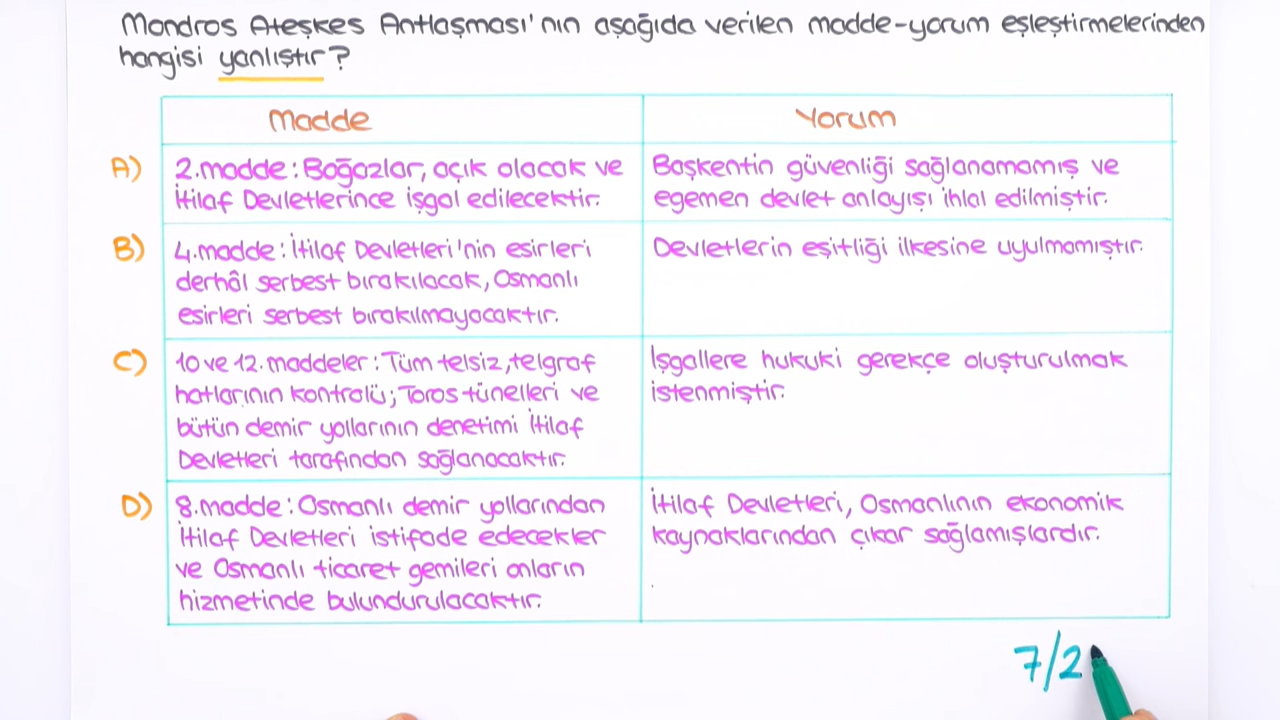 Mondros Ateşkes Antlaşması'nın aşağıda verilen madde-yorum eşleştirmelerinden
hangisi yanlıştır?
Madde
Yorum
A)
2.madde: Boğazlar, açık olacak ve
İtilaf Devletlerince işgal edilecektir.
Başkentin güvenliği sağlanamamış ve
egemen devlet anlayışı ihlal edilmiştir.
B)
4.madde: İtilaf Devletleri'nin esirleri
derhâl serbest bırakılacak, Osmanlı
esirleri serbest bırakılmayacaktır.
Devletlerin eşitliği ilkesine uyulmamıştır.
C)
10 ve 12. maddeler: Tüm telsiz, telgraf
hatlarının kontrolü; Toros tünelleri ve
bütün demir yollarının denetimi İtilaf
Devletleri tarafından sağlanacaktır.
İşgallere hukuki gerekçe oluşturulmak
istenmiştir.
D)
8.madde: Osmanlı demir yollarından
İtilaf Devletleri istifade edecekler
ve Osmanlı ticaret gemileri onların
hizmetinde bulundurulacaktır.
İtilaf Devletleri, Osmanlının ekonomik
kaynaklarından çıkar sağlamışlardır.
7/2